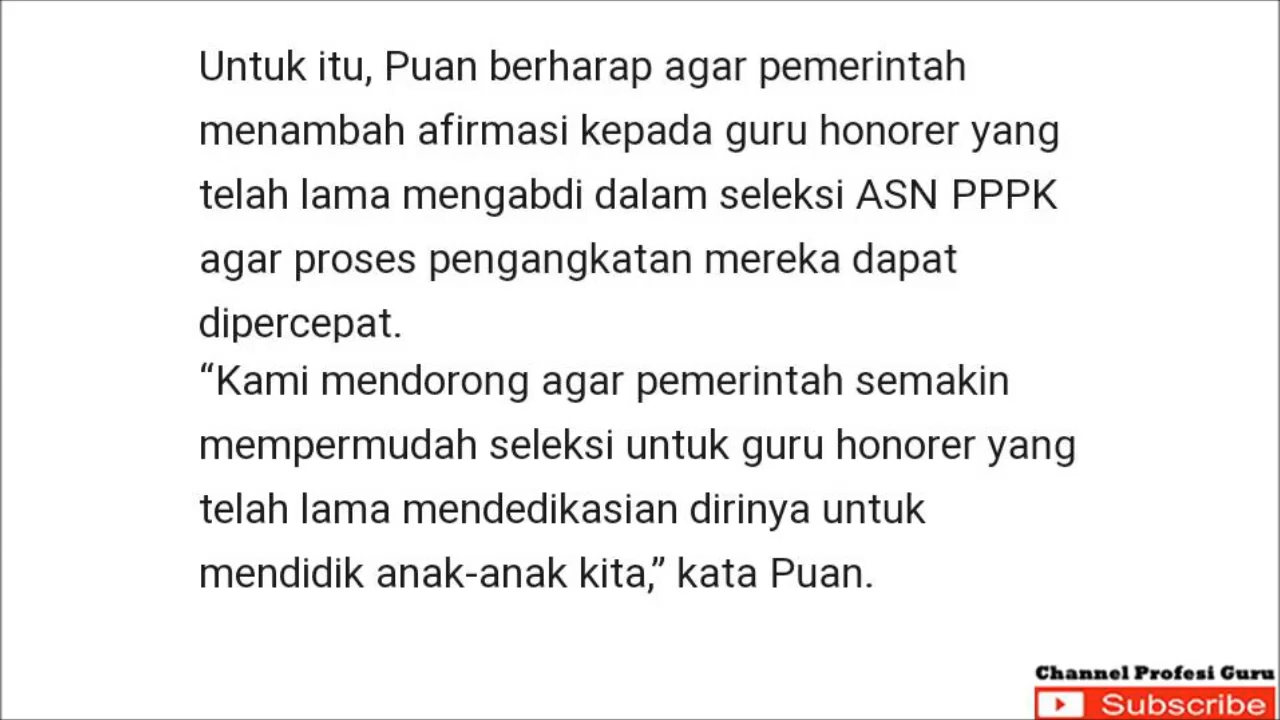 Untuk itu, Puan berharap agar pemerintah
menambah afirmasi kepada guru honorer yang
telah lama mengabdi dalam seleksi ASN PPPK
agar proses pengangkatan mereka dapat
dipercepat.
“Kami mendorong agar pemerintah semakin
mempermudah seleksi untuk guru honorer yang
telah lama mendedikasian dirinya untuk
mendidik anak-anak kita,” kata Puan.
Channel Profesi Guru
Subscribe